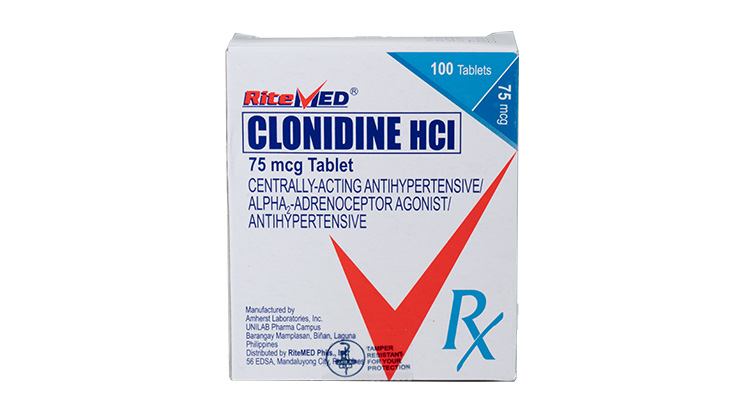 100 Tablets
75 mcg
RiteMED®
CLONIDINE HCl
75 mcg Tablet
CENTRALLY-ACTING ANTIHYPERTENSIVE/
ALPHA2-ADRENOCEPTOR AGONIST/
ANTIHYPERTENSIVE
Rx
Manufactured by
Amherst Laboratories, Inc.
UNILAB Pharma Campus
Barangay Mamplasan, Biñan, Laguna
Philippines
Distributed by RiteMED Phils., Inc.
56 EDSA, Mandaluyong City, Philippines
TAMPER
RESISTANT
FOR YOUR
PROTECTION